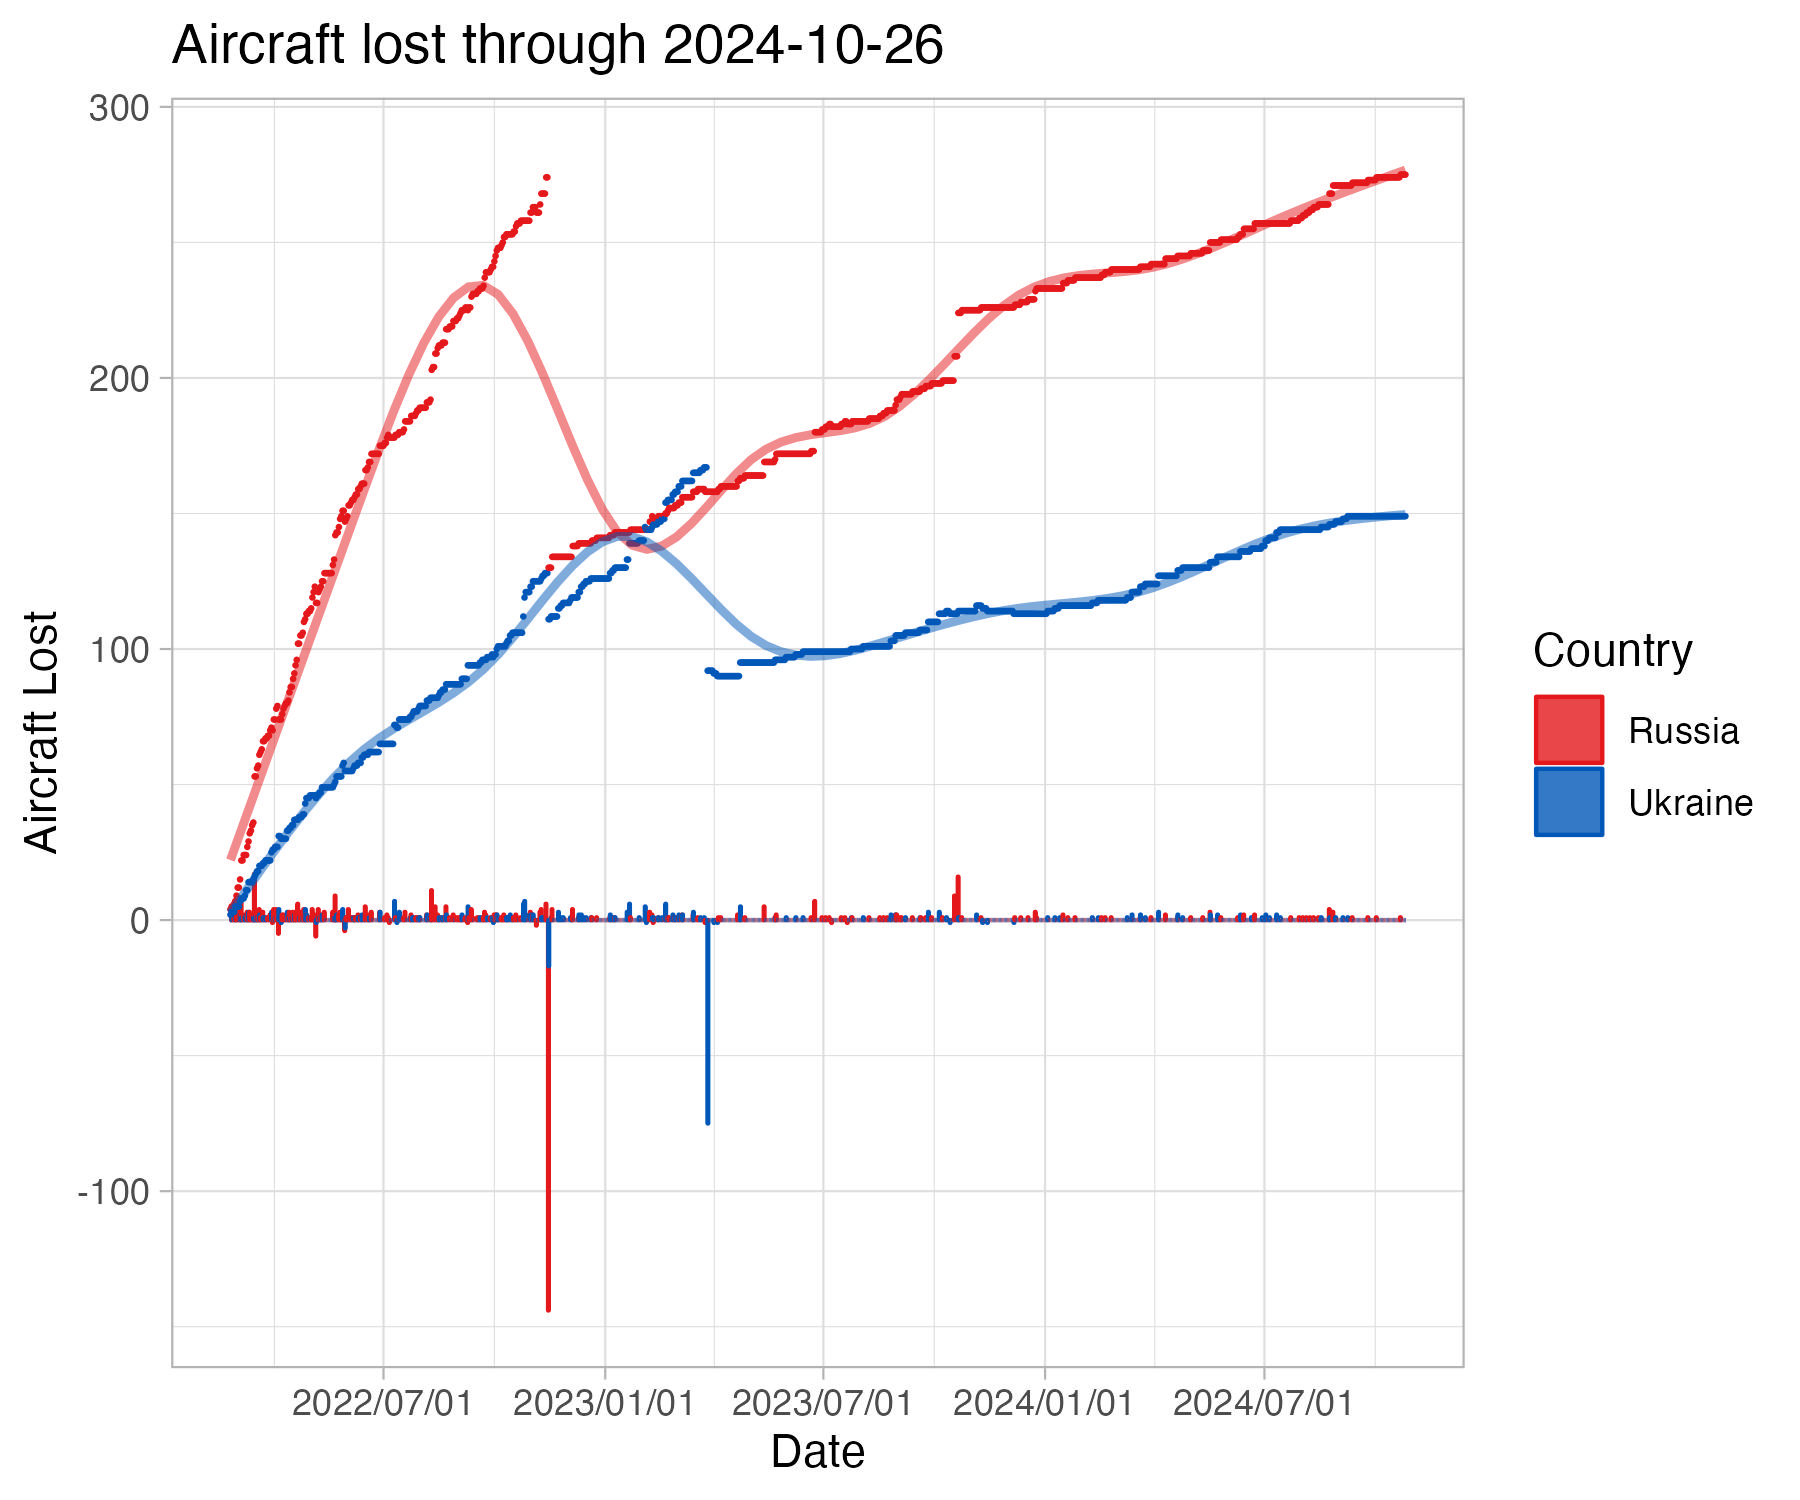 Aircraft lost through 2024-10-26
Aircraft Lost
300
200
100
0
-100
2022/07/01
2023/01/01
2023/07/01
2024/01/01
2024/07/01
Date
Country
Russia
Ukraine